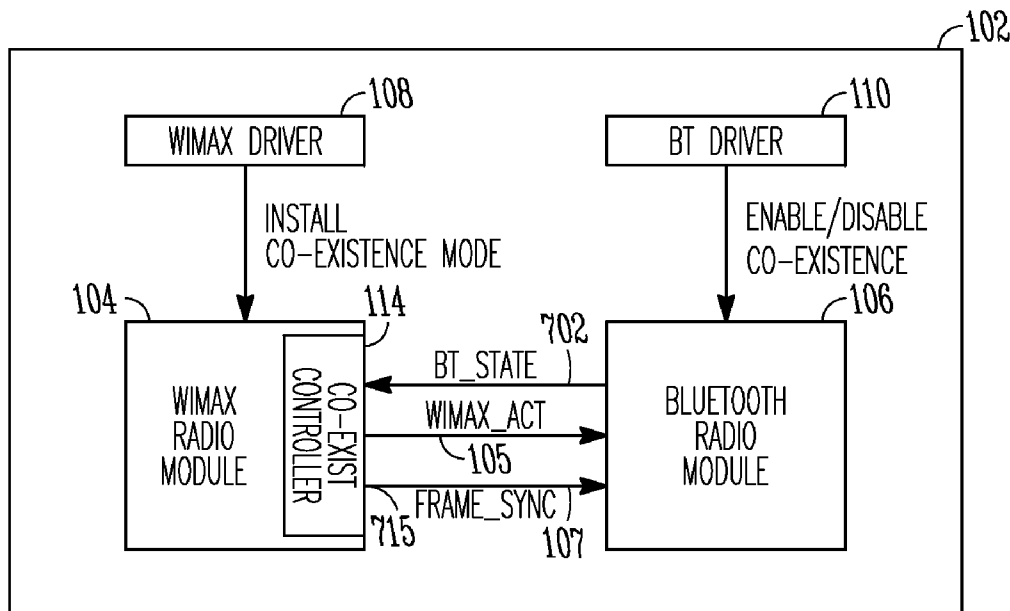 102
108
110
WIMAX DRIVER
BT DRIVER
INSTALL
CO-EXISTENCE MODE
ENABLE/DISABLE
CO-EXISTENCE
104
114
106
702
BT_STATE
WIMAX
RADIO
MODULE
CO-EXIST
CONTROLLER
WIMAX_ACT
105
BLUETOOTH
RADIO
MODULE
FRAME_SYNC
715
107